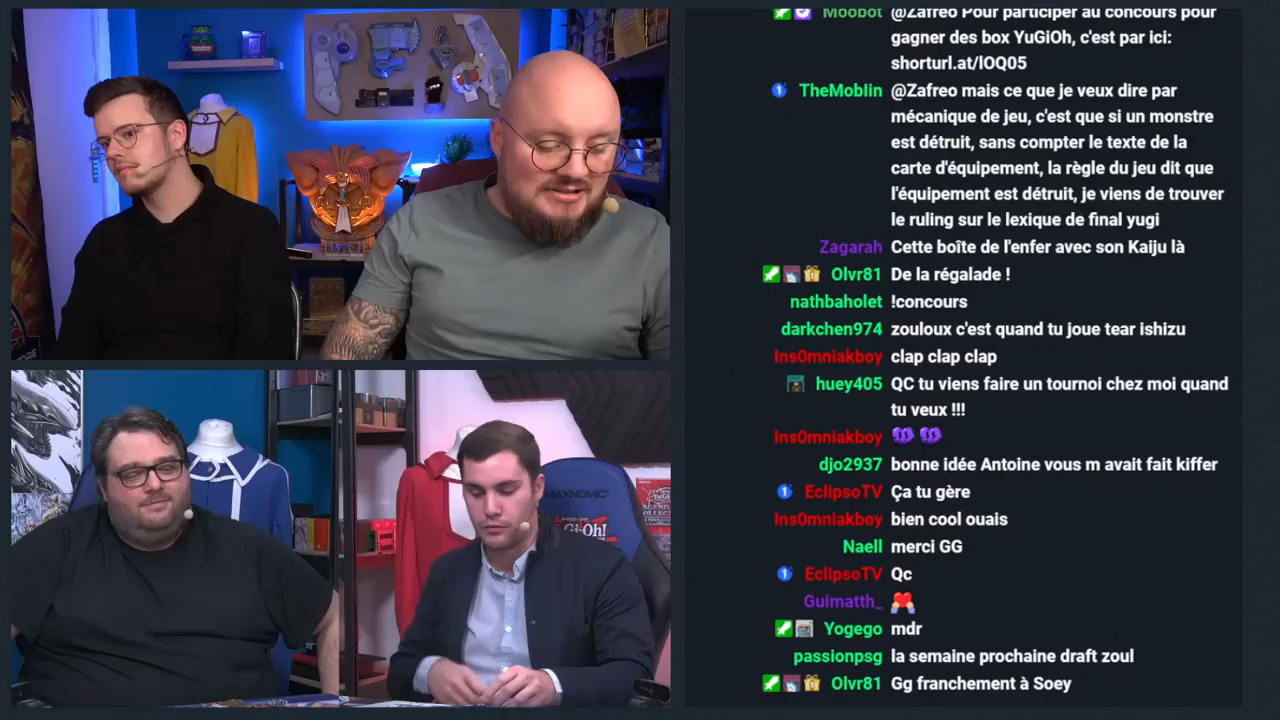 Moobot @Zafreo Pour participer au concours pour
gagner des box YuGiOh, c'est par ici:
shorturl.at/lOQ05
TheMoblin @Zafreo mais ce que je veux dire par
mécanique de jeu, c'est que si un monstre
est détruit, sans compter le texte de la
carte d'équipement, la règle du jeu dit que
l'équipement est détruit, je viens de trouver
le ruling sur le lexique de final yugi
Zagarah Cette boîte de l'enfer avec son Kaiju là
Olvr81 De la régalade !
nathbaholet !concours
darkchen974 zouloux c'est quand tu joue tear ishizu
Ins0mniakboy clap clap clap
huey405 QC tu viens faire un tournoi chez moi quand
tu veux !!!
Ins0mniakboy
djo2937 bonne idée Antoine vous m avait fait kiffer
EclipsoTV Ça tu gère
Ins0mniakboy bien cool ouais
Naell merci GG
EclipsoTV Qc
Guimatth_
Yogego mdr
passionpsg la semaine prochaine draft zoul
Olvr81 Gg franchement à Soey
MAXNOMIC
Gi-Oh!